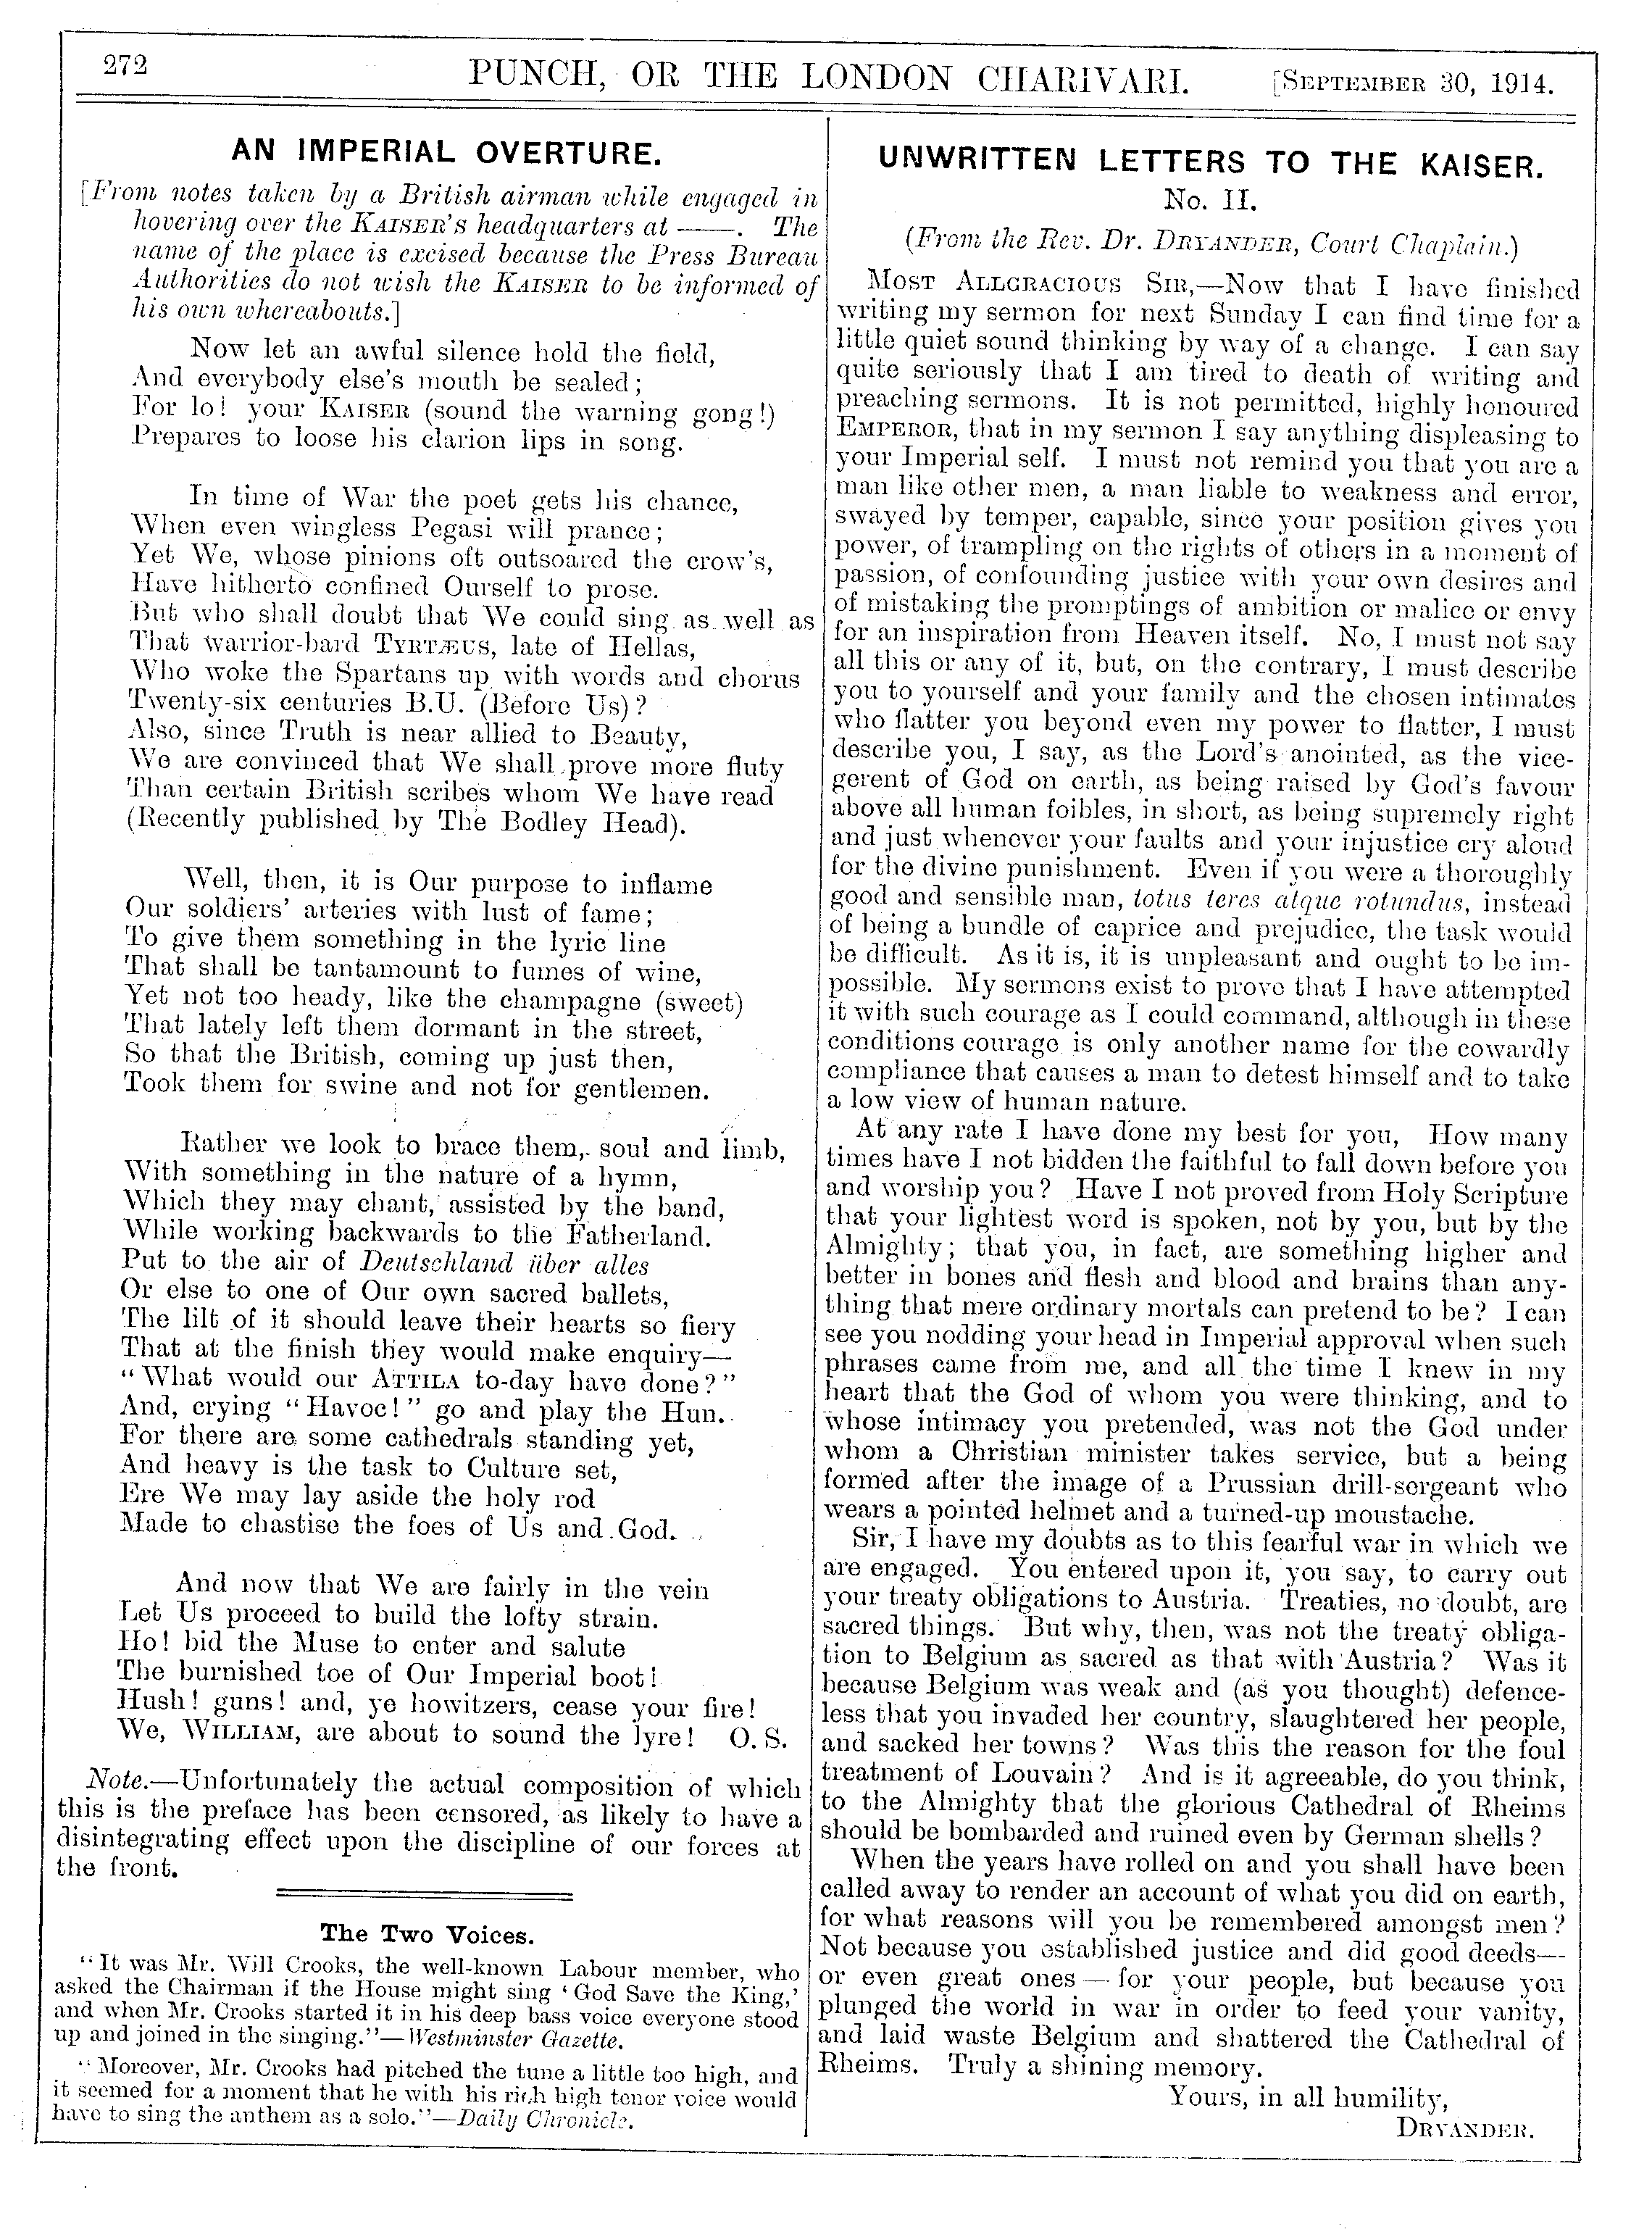 272
PUNCH, OR THE LONDON CHARIVARI.
[SEPTEMBER 30, 1914.
AN IMPERIAL OVERTURE.
[From notes taken by a British airman while engaged in
hovering over the KAISER'S headquarters at ——. The
name of the place is excised because the Press Bureau
Authorities do not wish the KAISER to be informed of
his own whereabouts.]
Now let an awful silence hold the field,
And everybody else's mouth be sealed;
For lo! your KAISER (sound the warning gong!)
Prepares to loose his clarion lips in song.
In time of War the poet gets his chance,
When even wingless Pegasi will prance;
Yet We, whose pinions oft outsoared the crow's,
Have hitherto confined Ourself to prose.
But who shall doubt that We could sing as well as
That warrior-bard TYRTÆUS, late of Hellas,
Who woke the Spartans up with words and chorus
Twenty-six centuries B.U. (Before Us)?
Also, since Truth is near allied to Beauty,
We are convinced that We shall prove more fluty
Than certain British scribes whom We have read
(Recently published by The Bodley Head).
Well, then, it is Our purpose to inflame
Our soldiers' arteries with lust of fame;
To give them something in the lyric line
That shall be tantamount to fumes of wine,
Yet not too heady, like the champagne (sweet)
That lately left them dormant in the street,
So that the British, coming up just then,
Took them for swine and not for gentlemen.
Rather we look to brace them, soul and limb,
With something in the nature of a hymn,
Which they may chant, assisted by the band,
While working backwards to the Fatherland.
Put to the air of Deutschland über alles
Or else to one of Our own sacred ballets,
The lilt of it should leave their hearts so fiery
That at the finish they would make enquiry—
"What would our ATTILA to-day have done?"
And, crying "Havoc!" go and play the Hun.
For there are some cathedrals standing yet,
And heavy is the task to Culture set,
Ere We may lay aside the holy rod
Made to chastise the foes of Us and God.
And now that We are fairly in the vein
Let Us proceed to build the lofty strain.
Ho! bid the Muse to enter and salute
The burnished toe of Our Imperial boot!
Hush! guns! and, ye howitzers, cease your fire!
We, WILLIAM, are about to sound the lyre! O. S.
Note.—Unfortunately the actual composition of which
this is the preface has been censored, as likely to have a
disintegrating effect upon the discipline of our forces at
the front.
The Two Voices.
"It was Mr. Will Crooks, the well-known Labour member, who
asked the Chairman if the House might sing 'God Save the King,'
and when Mr. Crooks started it in his deep bass voice everyone stood
up and joined in the singing."—Westminster Gazette.
"Moreover, Mr. Crooks had pitched the tune a little too high, and
it seemed for a moment that he with his rich high tenor voice would
have to sing the anthem as a solo."—Daily Chronicle.
UNWRITTEN LETTERS TO THE KAISER.
No. II.
(From the Rev. Dr. DRYANDER, Court Chaplain.)
MOST ALLGRACIOUS SIR,—Now that I have finished
writing my sermon for next Sunday I can find time for a
little quiet sound thinking by way of a change. I can say
quite seriously that I am tired to death of writing and
preaching sermons. It is not permitted, highly honoured
EMPEROR, that in my sermon I say anything displeasing to
your Imperial self. I must not remind you that you are a
man like other men, a man liable to weakness and error,
swayed by temper, capable, since your position gives you
power, of trampling on the rights of others in a moment of
passion, of confounding justice with your own desires and
of mistaking the promptings of ambition or malice or envy
for an inspiration from Heaven itself. No, I must not say
all this or any of it, but, on the contrary, I must describe
you to yourself and your family and the chosen intimates
who flatter you beyond even my power to flatter, I must
describe you, I say, as the Lord's anointed, as the vice-
gerent of God on earth, as being raised by God's favour
above all human foibles, in short, as being supremely right
and just whenever your faults and your injustice cry aloud
for the divine punishment. Even if you were a thoroughly
good and sensible man, totus teres atque rotundus, instead
of being a bundle of caprice and prejudice, the task would
be difficult. As it is, it is unpleasant and ought to be im-
possible. My sermons exist to prove that I have attempted
it with such courage as I could command, although in these
conditions courage is only another name for the cowardly
compliance that causes a man to detest himself and to take
a low view of human nature.
At any rate I have done my best for you, How many
times have I not bidden the faithful to fall down before you
and worship you? Have I not proved from Holy Scripture
that your lightest word is spoken, not by you, but by the
Almighty; that you, in fact, are something higher and
better in bones and flesh and blood and brains than any-
thing that mere ordinary mortals can pretend to be? I can
see you nodding your head in Imperial approval when such
phrases came from me, and all the time I knew in my
heart that the God of whom you were thinking, and to
whose intimacy you pretended, was not the God under
whom a Christian minister takes service, but a being
formed after the image of a Prussian drill-sergeant who
wears a pointed helmet and a turned-up moustache.
Sir, I have my doubts as to this fearful war in which we
are engaged. You entered upon it, you say, to carry out
your treaty obligations to Austria. Treaties, no doubt, are
sacred things. But why, then, was not the treaty obliga-
tion to Belgium as sacred as that with Austria? Was it
because Belgium was weak and (as you thought) defence-
less that you invaded her country, slaughtered her people,
and sacked her towns? Was this the reason for the foul
treatment of Louvain? And is it agreeable, do you think,
to the Almighty that the glorious Cathedral of Rheims
should be bombarded and ruined even by German shells?
When the years have rolled on and you shall have been
called away to render an account of what you did on earth,
for what reasons will you be remembered amongst men?
Not because you established justice and did good deeds—
or even great ones—for your people, but because you
plunged the world in war in order to feed your vanity,
and laid waste Belgium and shattered the Cathedral of
Rheims. Truly a shining memory.
Yours, in all humility,
DRYANDER.